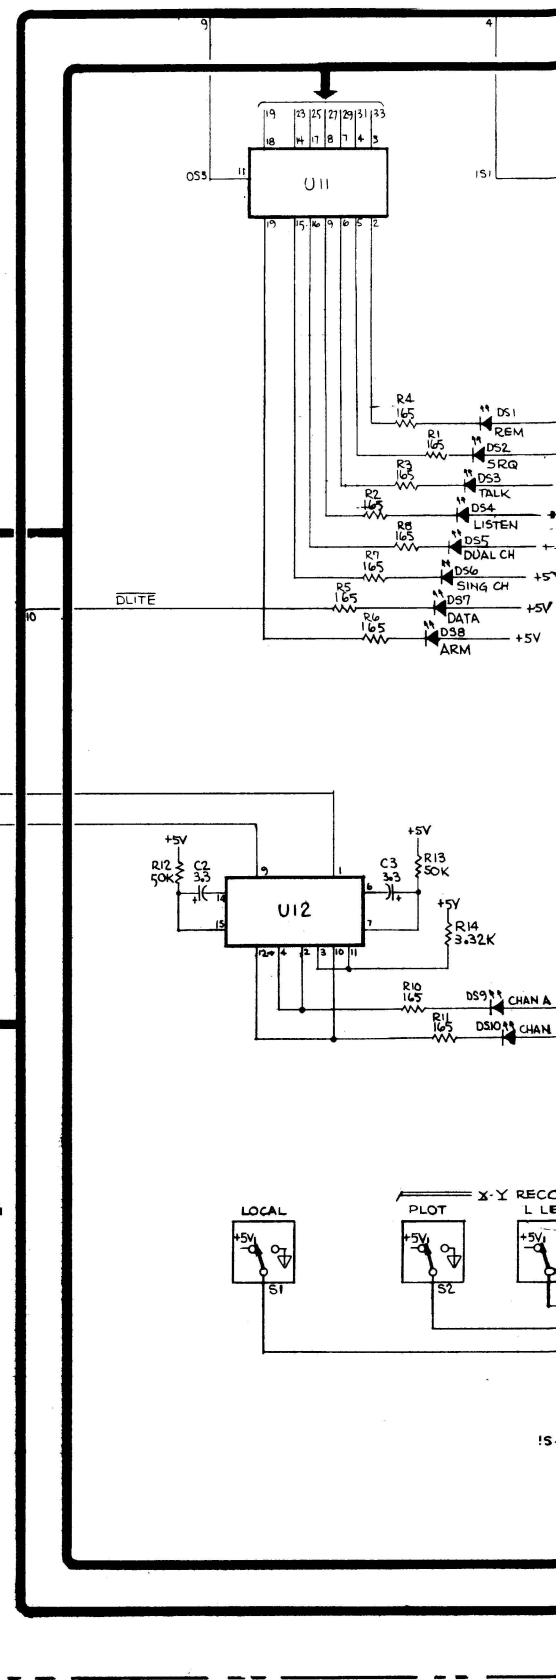 9 4
19 23 25 27 29 31 33
18 14 17 8 7 4 3
OS3 11 U11 IS1
19 15 16 9 6 5 2
R4
165 DS1
REM
R1
165 DS2
SRQ
R3
165 DS3
TALK
R2
165 DS4
LISTEN
R8
165 DS5
DUAL CH
R7
165 DS6 +5V
SING CH
R5
10 DLITE 165 DS7 +5V
DATA
R6
165 DS8 +5V
ARM
+5V +5V
R12 C2 9 1 C3 R13
50K 3.3 3.3 50K
+ 14 6 + +5V
15 U12 7 R14
3.32K
12 4 2 3 10 11
R10
165 DS9 CHAN A
R11
165 DS10 CHAN
X-Y RECO
LOCAL PLOT L LE
+5V +5V +5V
S1 S2
IS